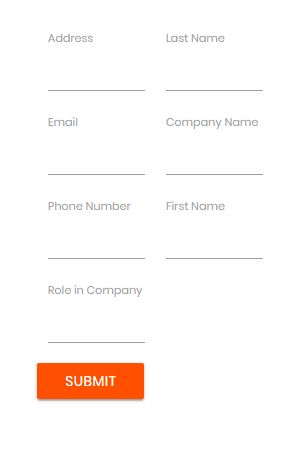 Address
Last Name
Email
Company Name
Phone Number
First Name
Role in Company
SUBMIT